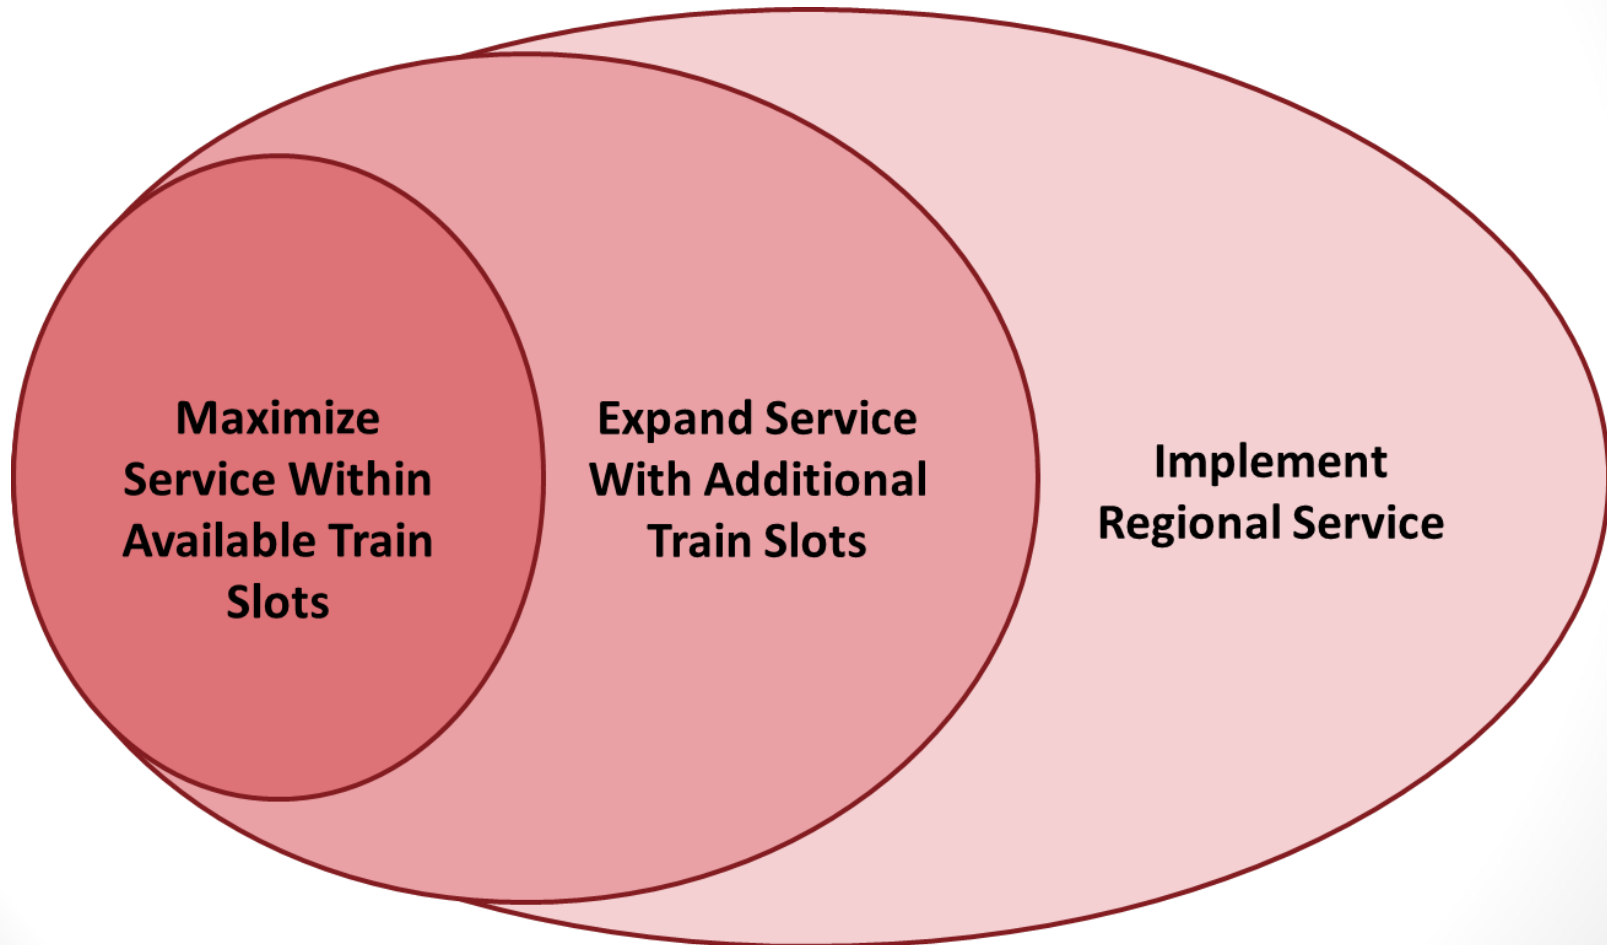 Maximize
Service Within
Available Train
Slots
Expand Service
With Additional
Train Slots
Implement
Regional Service